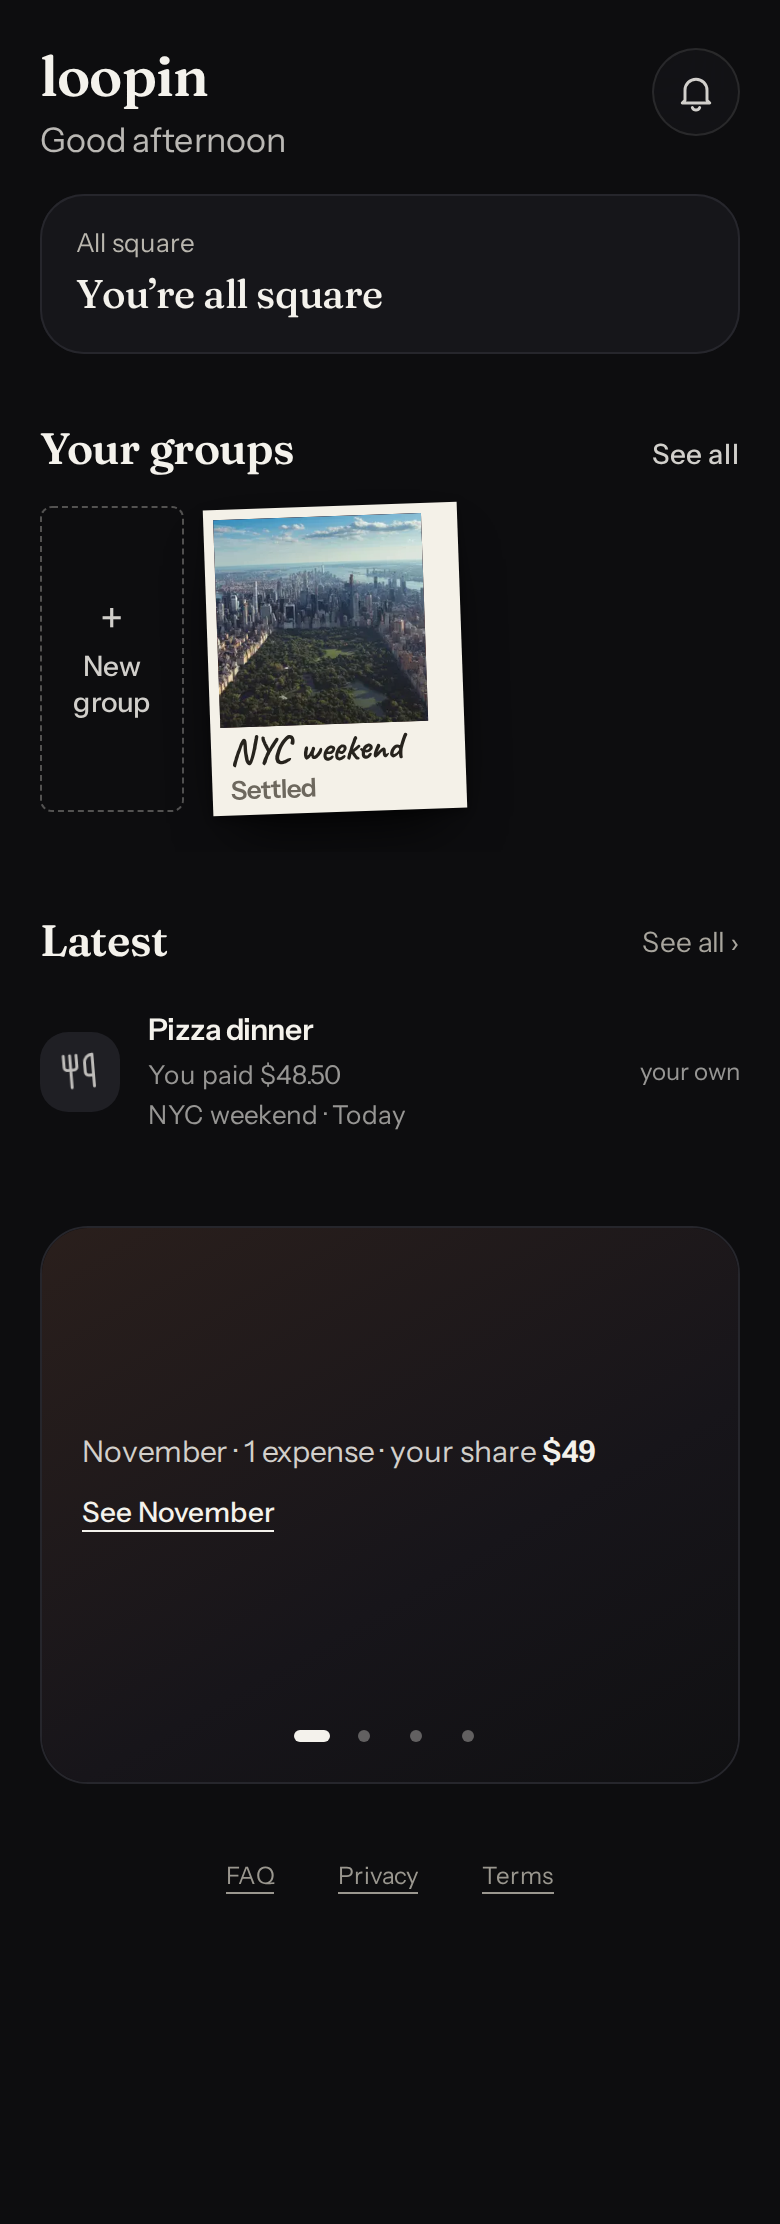 loopin
Good afternoon
All square
You’re all square
Your groups
See all
+
New
group
NYC weekend
Settled
Latest
See all ›
Pizza dinner
You paid $48.50
NYC weekend · Today
your own
November · 1 expense · your share $49
See November
FAQ
Privacy
Terms